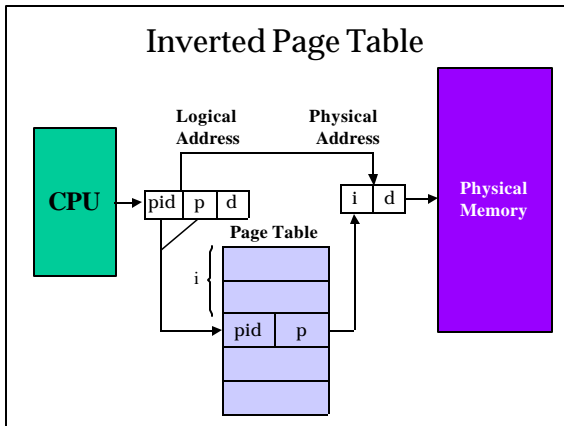 Inverted Page Table
Logical
Address
Physical
Address
CPU
pid p d
i d
Physical
Memory
Page Table
i
pid p